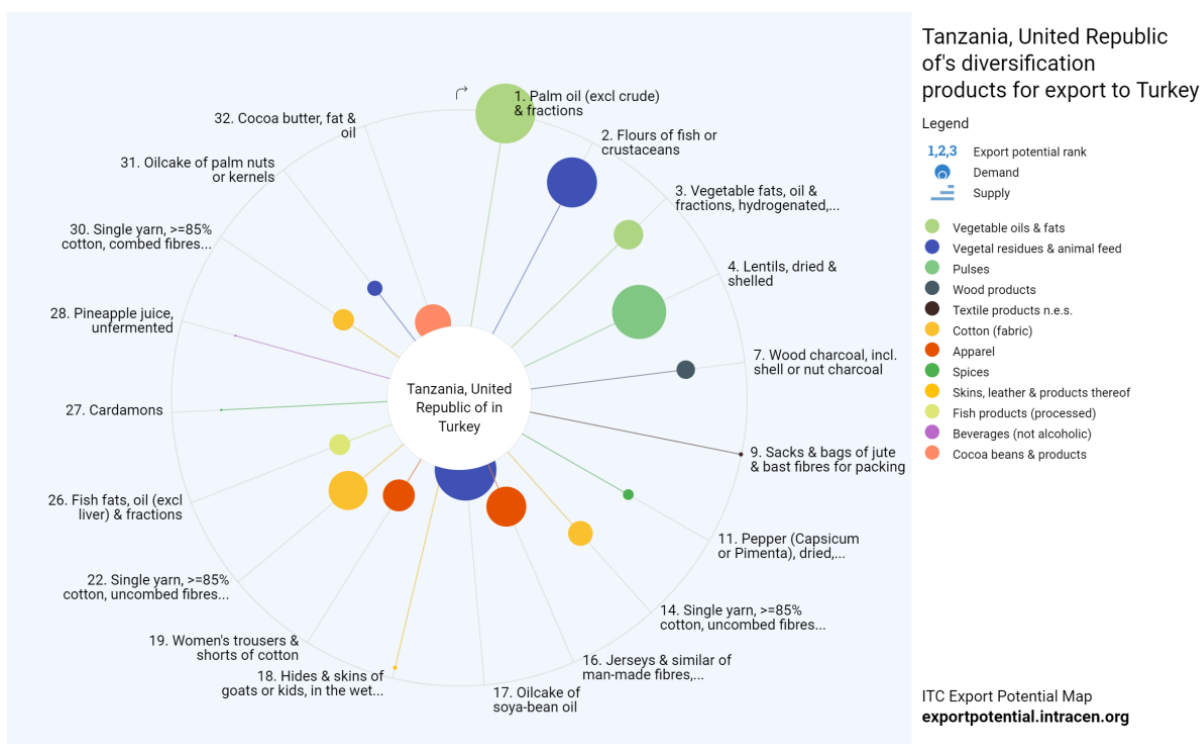 Tanzania, United Republic
of's diversification
products for export to Turkey
Legend
1,2,3 Export potential rank
Demand
Supply
Vegetable oils & fats
Vegetal residues & animal feed
Pulses
Wood products
Textile products n.e.s.
Cotton (fabric)
Apparel
Spices
Skins, leather & products thereof
Fish products (processed)
Beverages (not alcoholic)
Cocoa beans & products
1. Palm oil (excl crude)
& fractions
2. Flours of fish or
crustaceans
3. Vegetable fats, oil &
fractions, hydrogenated,...
4. Lentils, dried &
shelled
7. Wood charcoal, incl.
shell or nut charcoal
9. Sacks & bags of jute
& bast fibres for packing
11. Pepper (Capsicum
or Pimenta), dried,...
14. Single yarn, >=85%
cotton, uncombed fibres...
16. Jerseys & similar of
man-made fibres,...
17. Oilcake of
soya-bean oil
18. Hides & skins of
goats or kids, in the wet...
19. Women's trousers &
shorts of cotton
22. Single yarn, >=85%
cotton, uncombed fibres...
26. Fish fats, oil (excl
liver) & fractions
27. Cardamons
28. Pineapple juice,
unfermented
30. Single yarn, >=85%
cotton, combed fibres...
31. Oilcake of palm nuts
or kernels
32. Cocoa butter, fat &
oil
Tanzania, United
Republic of in
Turkey
ITC Export Potential Map
exportpotential.intracen.org